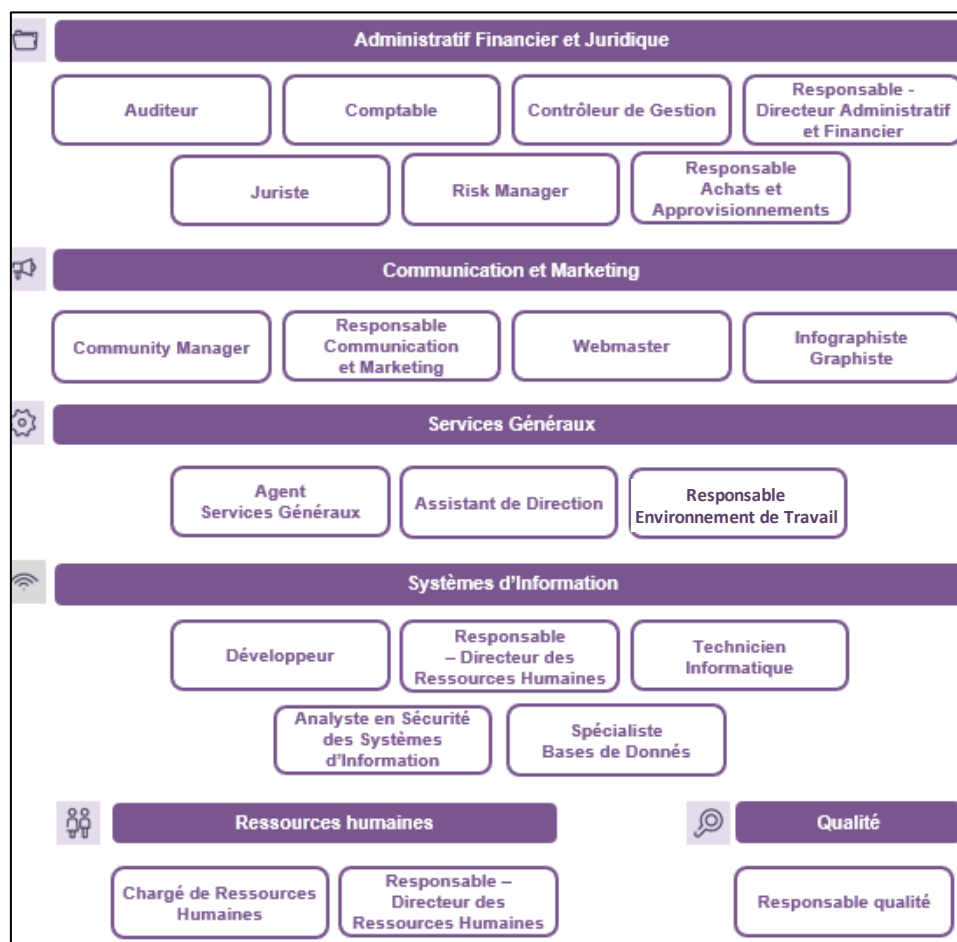 Administratif Financier et Juridique
Auditeur
Comptable
Contrôleur de Gestion
Responsable -
Directeur Administratif
et Financier
Juriste
Risk Manager
Responsable
Achats et
Approvisionnements
Communication et Marketing
Community Manager
Responsable
Communication
et Marketing
Webmaster
Infographiste
Graphiste
Services Généraux
Agent
Services Généraux
Assistant de Direction
Responsable
Environnement de Travail
Systèmes d'Information
Développeur
Responsable
– Directeur des
Ressources Humaines
Technicien
Informatique
Analyste en Sécurité
des Systèmes
d'Information
Spécialiste
Bases de Donnés
Ressources humaines
Chargé de Ressources
Humaines
Responsable –
Directeur des
Ressources Humaines
Qualité
Responsable qualité